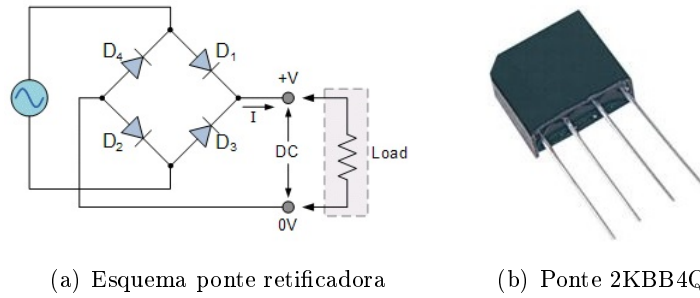 D4
D1
+V
I
DC
Load
D2
D3
0V
(a) Esquema ponte retificadora
(b) Ponte 2KBB4